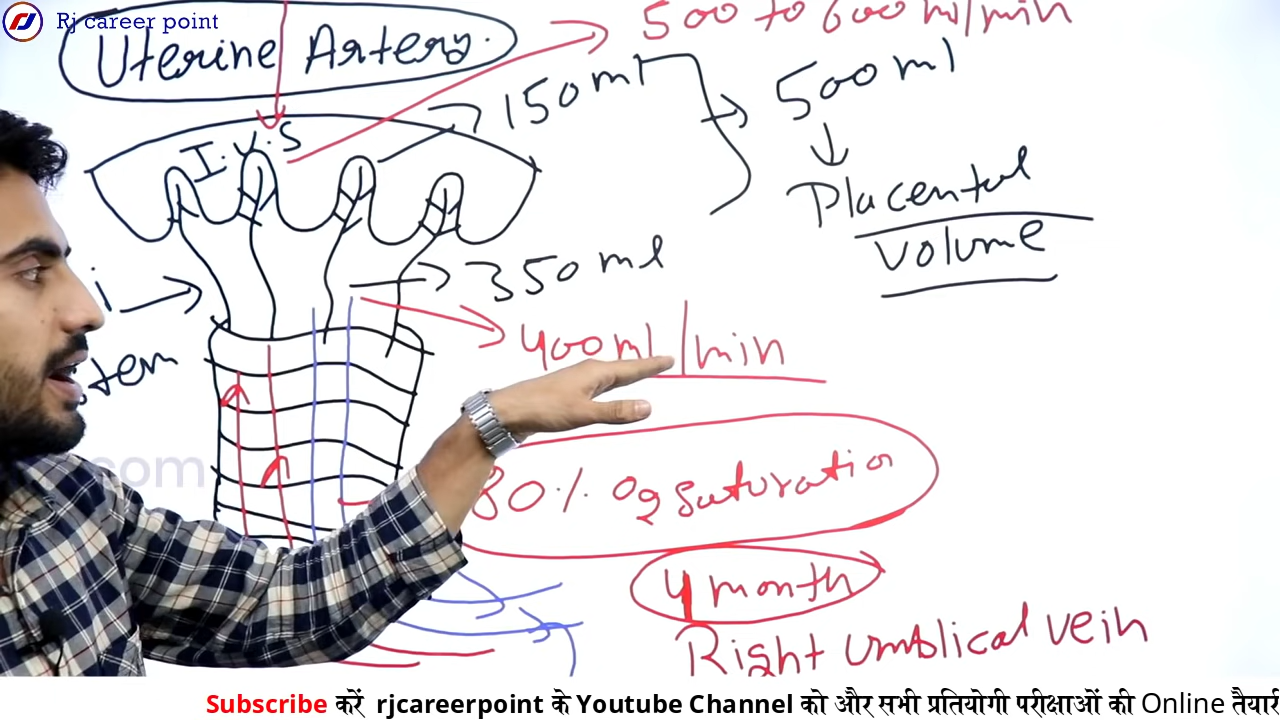 Rj career point
500 to 600 ml/min
Uterine Artery.
150 ml
500 ml
I.V.S
Placental
volume
350 ml
400 ml/min
80% O2 saturation
4 month
Right umblical vein
.com
Subscribe करें rjcareerpoint के Youtube Channel को और सभी प्रतियोगी परीक्षाओं की Online तैयार